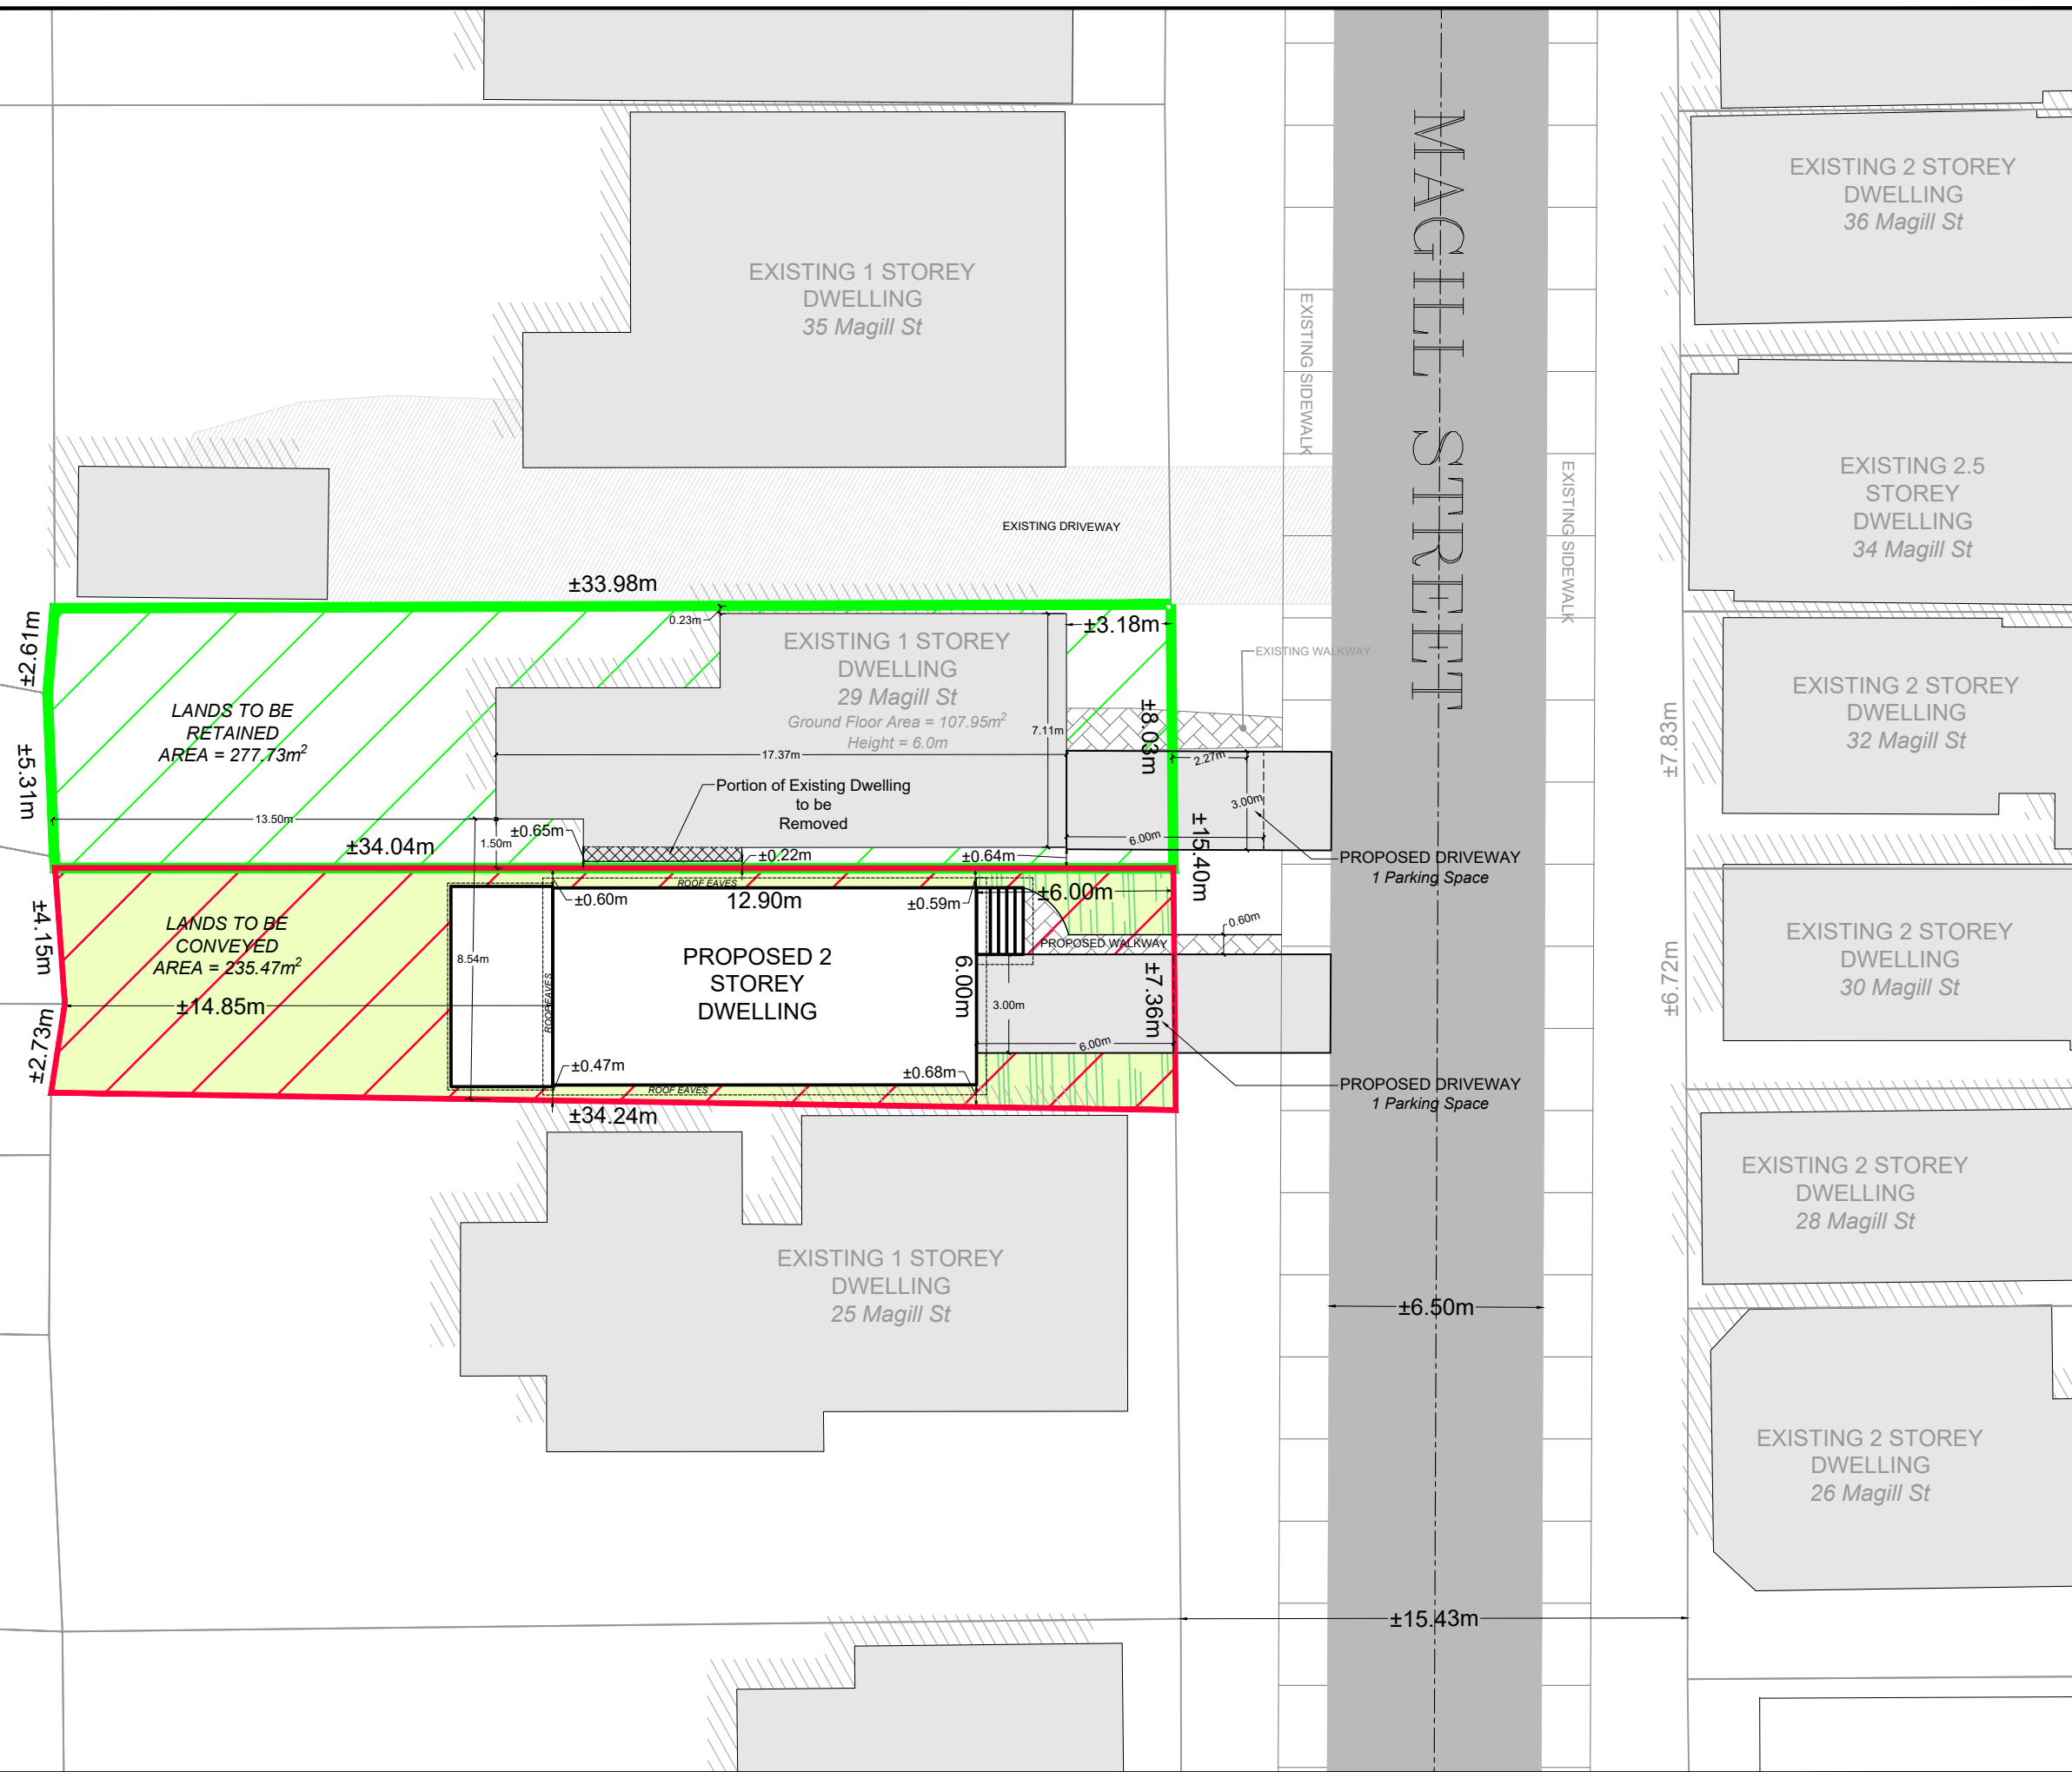 MAGILL STREET
EXISTING 2 STOREY
DWELLING
36 Magill St
EXISTING 1 STOREY
DWELLING
35 Magill St
EXISTING SIDEWALK
EXISTING SIDEWALK
EXISTING 2.5
STOREY
DWELLING
34 Magill St
EXISTING DRIVEWAY
±33.98m
±2.61m
0.23m
±3.18m
EXISTING 1 STOREY
DWELLING
29 Magill St
Ground Floor Area = 107.95m²
Height = 6.0m
7.11m
EXISTING WALKWAY
EXISTING 2 STOREY
DWELLING
32 Magill St
±7.83m
LANDS TO BE
RETAINED
AREA = 277.73m²
±5.31m
17.37m
±8.03m
2.27m
3.00m
6.00m
Portion of Existing Dwelling
to be
Removed
13.50m
±34.04m
1.50m
±0.65m
±0.22m
±0.64m
±15.40m
PROPOSED DRIVEWAY
1 Parking Space
ROOF EAVES
±0.60m
12.90m
±0.59m
±6.00m
0.60m
PROPOSED WALKWAY
LANDS TO BE
CONVEYED
AREA = 235.47m²
±4.15m
8.54m
ROOF EAVES
PROPOSED 2
STOREY
DWELLING
6.00m
3.00m
±7.36m
6.00m
±14.85m
±2.73m
±0.47m
±0.68m
ROOF EAVES
±34.24m
PROPOSED DRIVEWAY
1 Parking Space
EXISTING 2 STOREY
DWELLING
30 Magill St
±6.72m
EXISTING 2 STOREY
DWELLING
28 Magill St
EXISTING 1 STOREY
DWELLING
25 Magill St
±6.50m
EXISTING 2 STOREY
DWELLING
26 Magill St
±15.43m